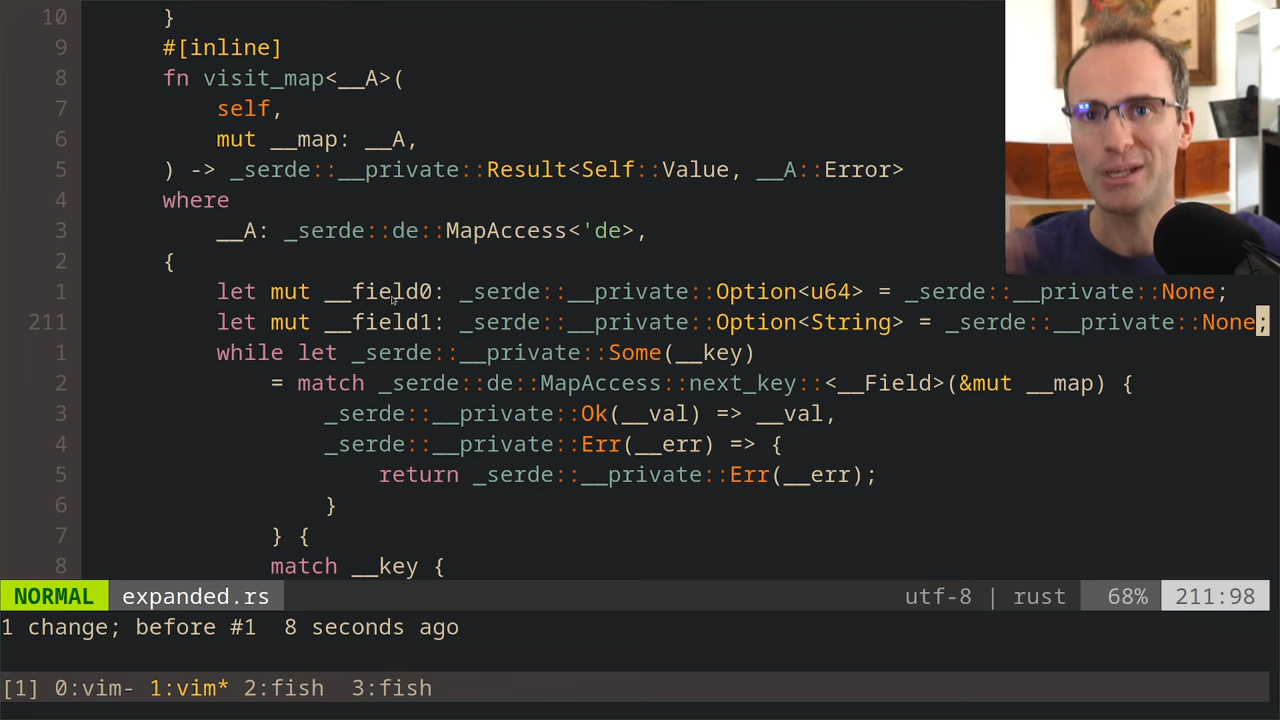 10 }
9 #[inline]
8 fn visit_map<__A>(
7 self,
6 mut __map: __A,
5 ) -> _serde::__private::Result<Self::Value, __A::Error>
4 where
3 __A: _serde::de::MapAccess<'de>,
2 {
1 let mut __field0: _serde::__private::Option<u64> = _serde::__private::None;
211 let mut __field1: _serde::__private::Option<String> = _serde::__private::None;
1 while let _serde::__private::Some(__key)
2 = match _serde::de::MapAccess::next_key::<__Field>(&mut __map) {
3 _serde::__private::Ok(__val) => __val,
4 _serde::__private::Err(__err) => {
5 return _serde::__private::Err(__err);
6 }
7 } {
8 match __key {
NORMAL expanded.rs utf-8 | rust 68% 211:98
1 change; before #1 8 seconds ago
[1] 0:vim- 1:vim* 2:fish 3:fish